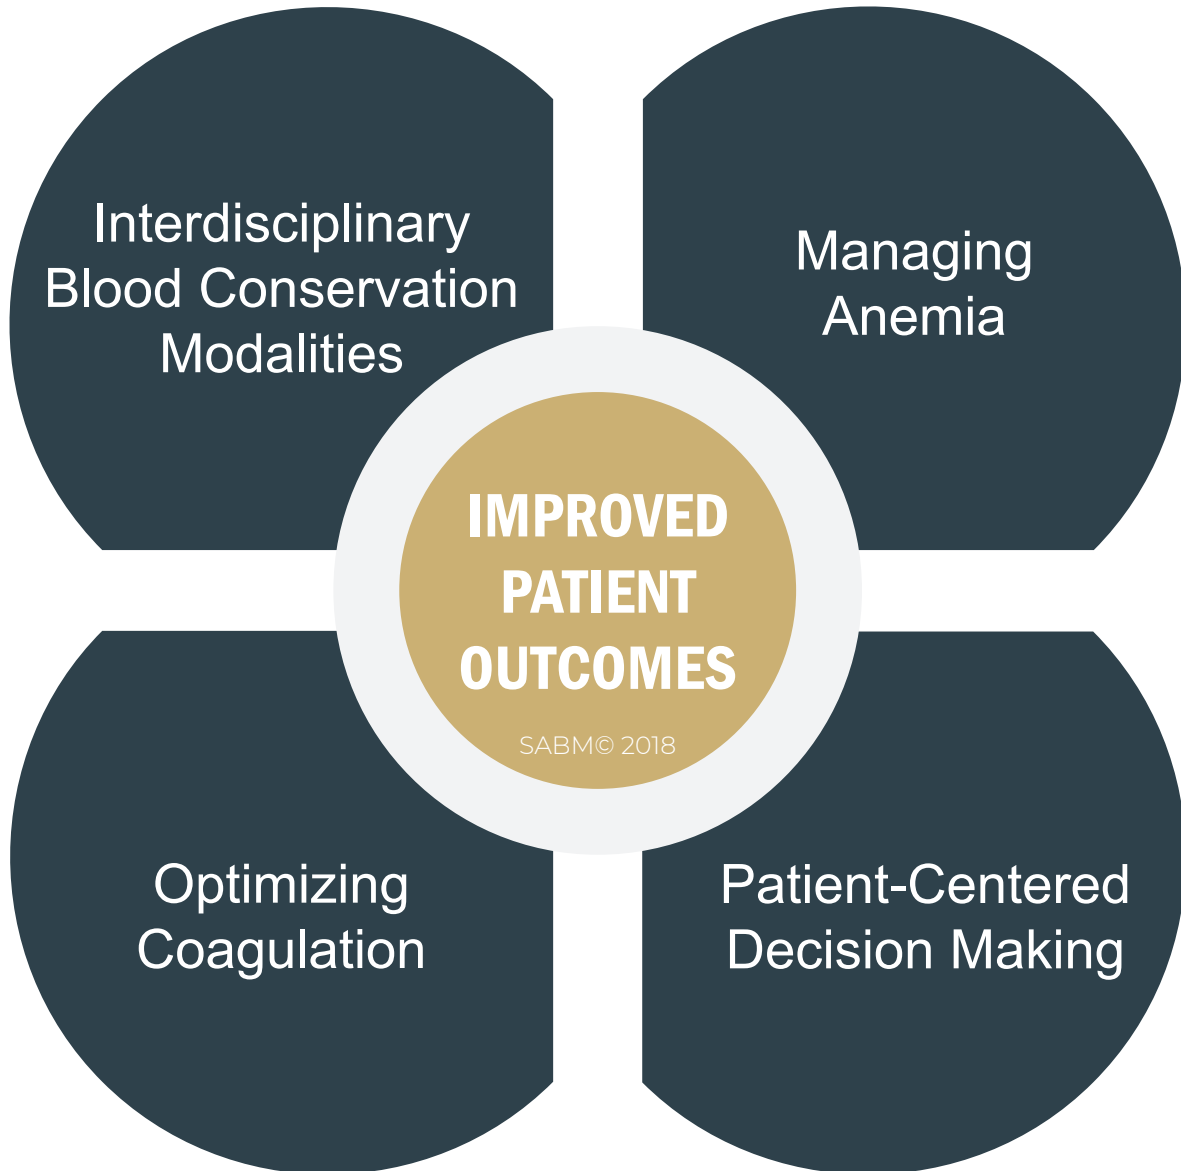 Interdisciplinary
Blood Conservation
Modalities
Managing
Anemia
IMPROVED
PATIENT
OUTCOMES
SABM© 2018
Optimizing
Coagulation
Patient-Centered
Decision Making